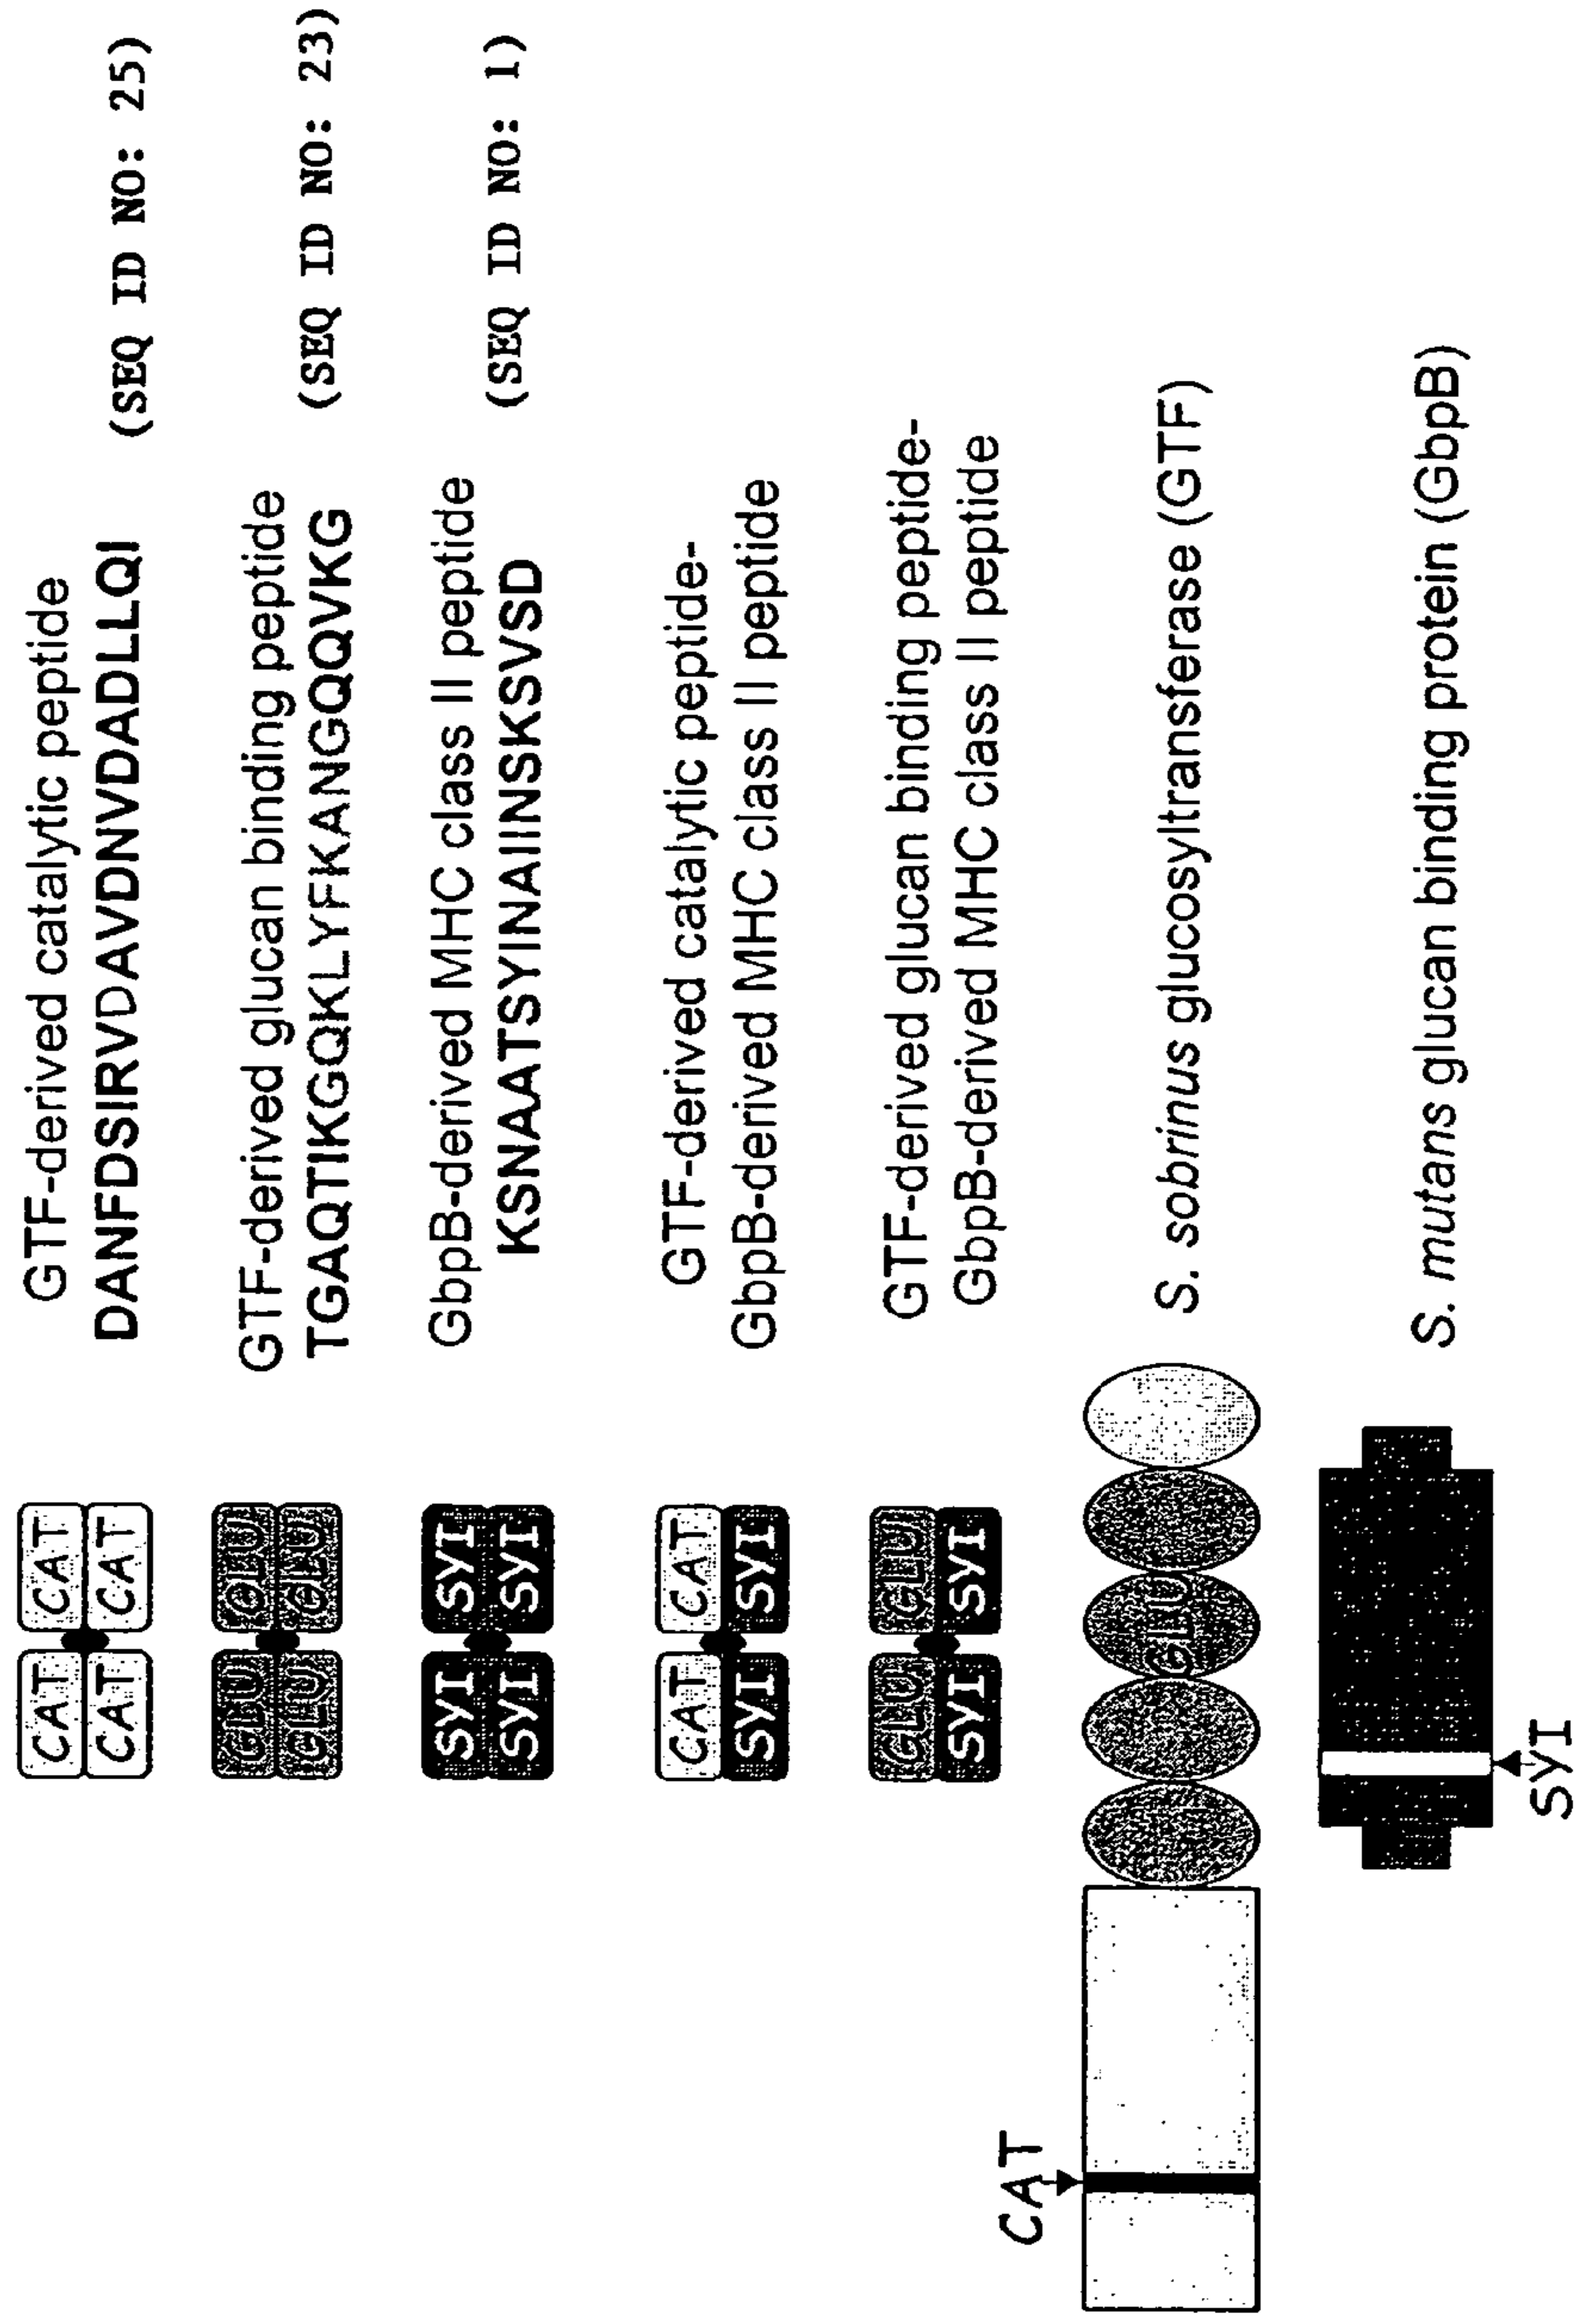 CAT CAT
CAT CAT
GTF-derived catalytic peptide
DANFDSIRVDAVDNVDADLLQI (SEQ ID NO: 25)
GLU GLU
GLU GLU
GTF-derived glucan binding peptide
TGAQTIKGQKLYFKANGQQVKG (SEQ ID NO: 23)
SYI SYI
SYI SYI
GbpB-derived MHC class II peptide
KSNAATSYINAIINSKSVSD (SEQ ID NO: 1)
CAT CAT
SYI SYI
GTF-derived catalytic peptide-
GbpB-derived MHC class II peptide
GLU GLU
SYI SYI
GTF-derived glucan binding peptide-
GbpB-derived MHC class II peptide
CAT
GLU
S. sobrinus glucosyltransferase (GTF)
S. mutans glucan binding protein (GbpB)
SYI